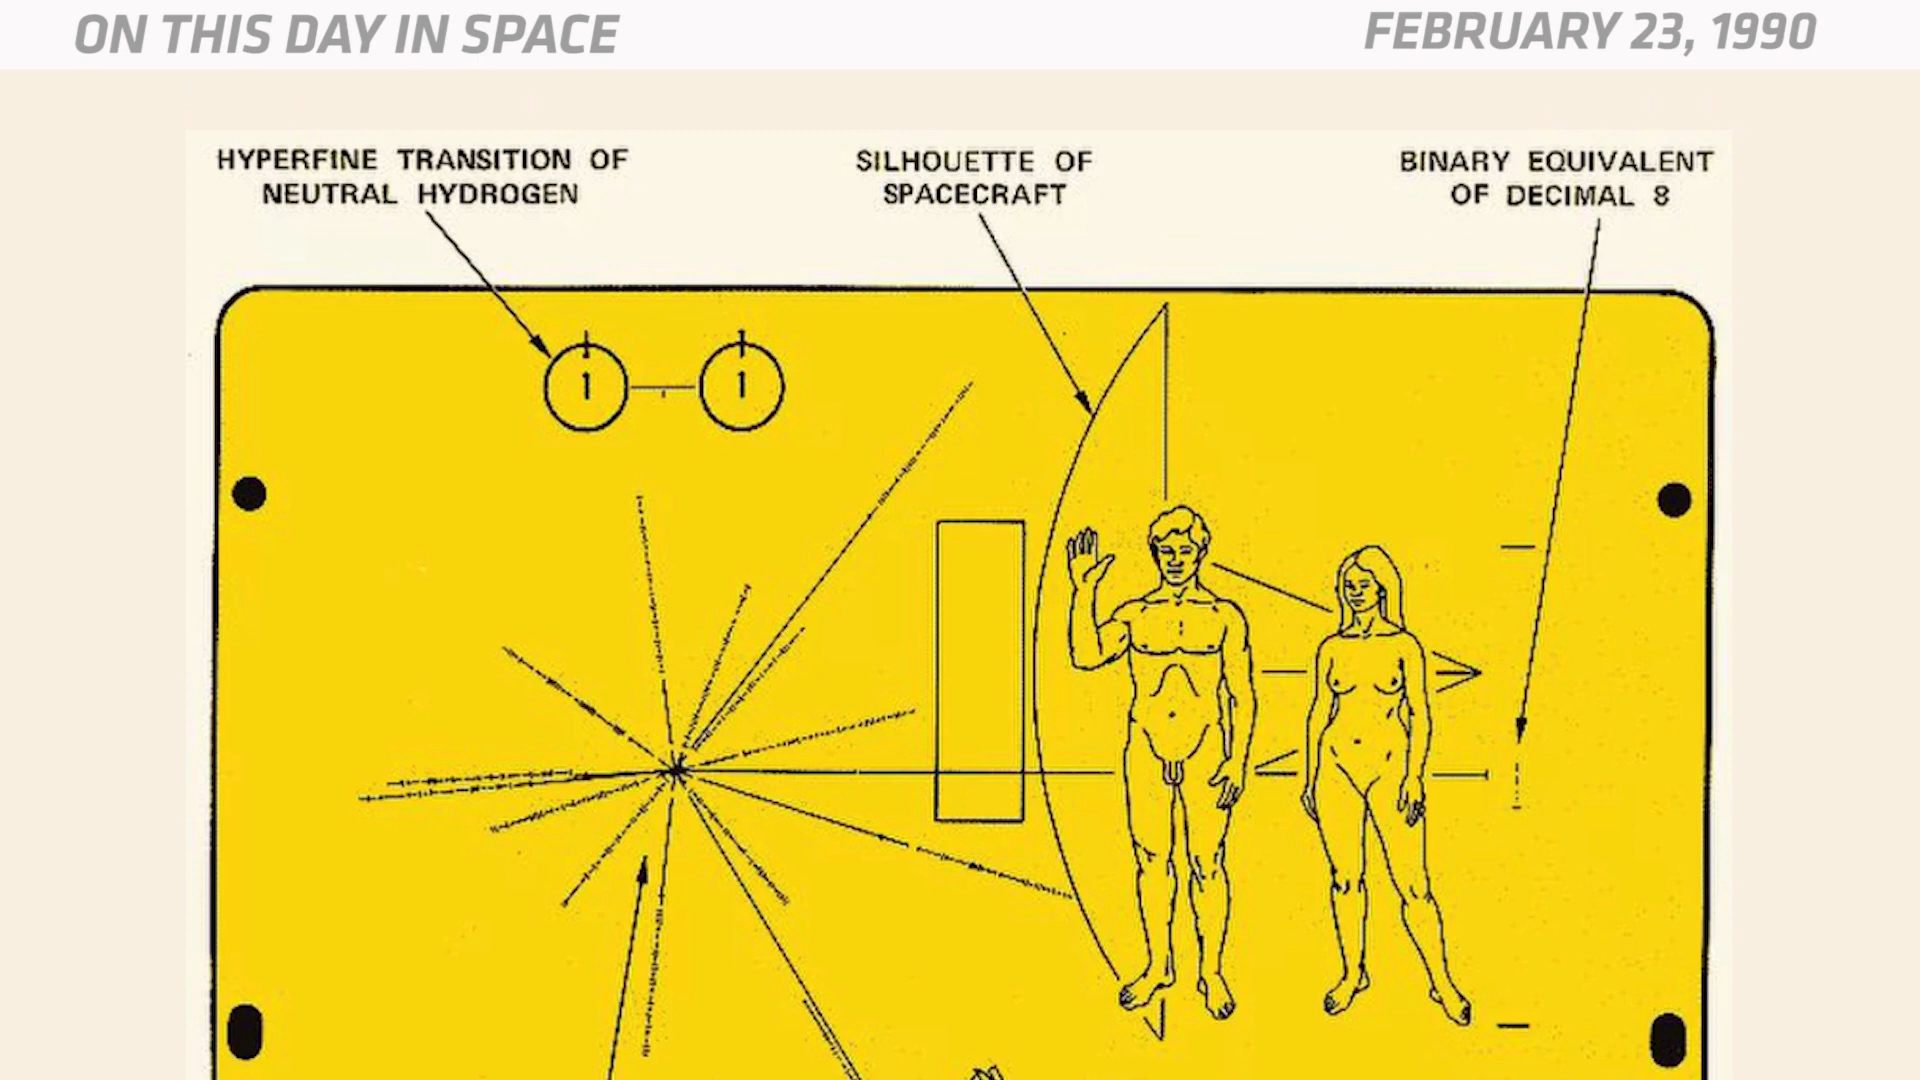 ON THIS DAY IN SPACE
FEBRUARY 23, 1990
HYPERFINE TRANSITION OF
NEUTRAL HYDROGEN
SILHOUETTE OF
SPACECRAFT
BINARY EQUIVALENT
OF DECIMAL 8
1 1